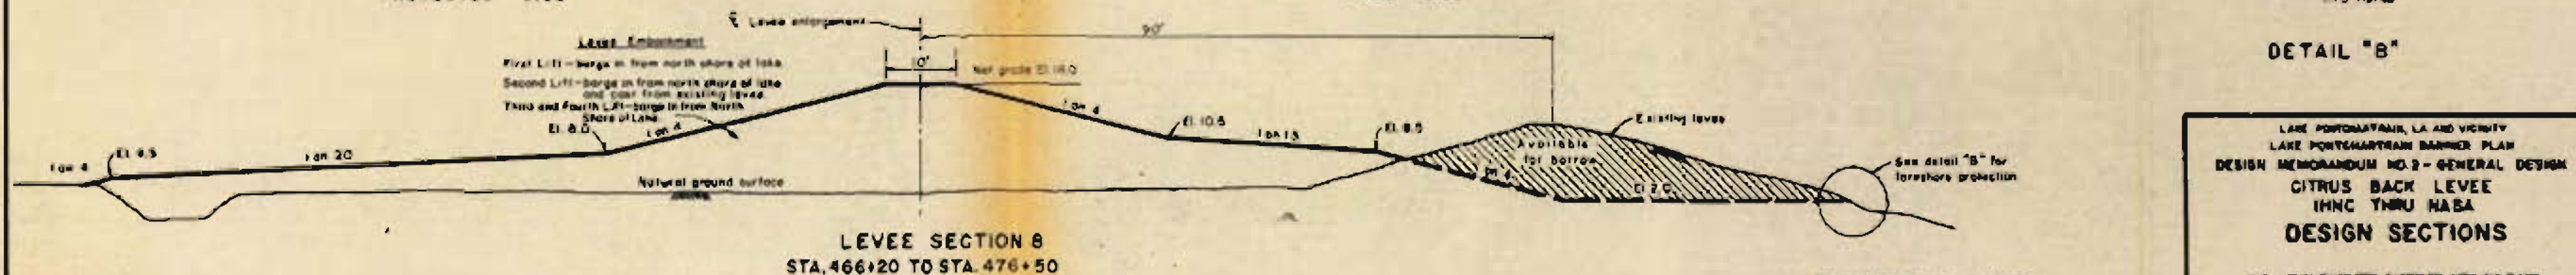 ℄ Levee enlargement
90'
DETAIL "B"
Levee Embankment
First Lift-barge in from north shore of lake
Second Lift-barge in from north shore of lake
and cast from existing levee
Third and Fourth Lift-barge in from North
Shore of Lake
10'
Net grade El.
1 on 4
El. 4.5
1 on 20
El. 8.0
1 on 4
1 on 4
El. 10.5
1 on 15
El. 8.5
Existing levee
Available
for borrow
1 on 4
El. 2.0
See detail "B" for
foreshore protection
Natural ground surface
LEVEE SECTION 8
STA. 466+20 TO STA. 476+50
LAKE PONTCHARTRAIN, LA AND VICINITY
LAKE PONTCHARTRAIN BARRIER PLAN
DESIGN MEMORANDUM NO. 2 - GENERAL DESIGN
CITRUS BACK LEVEE
IHNC THRU NASA
DESIGN SECTIONS